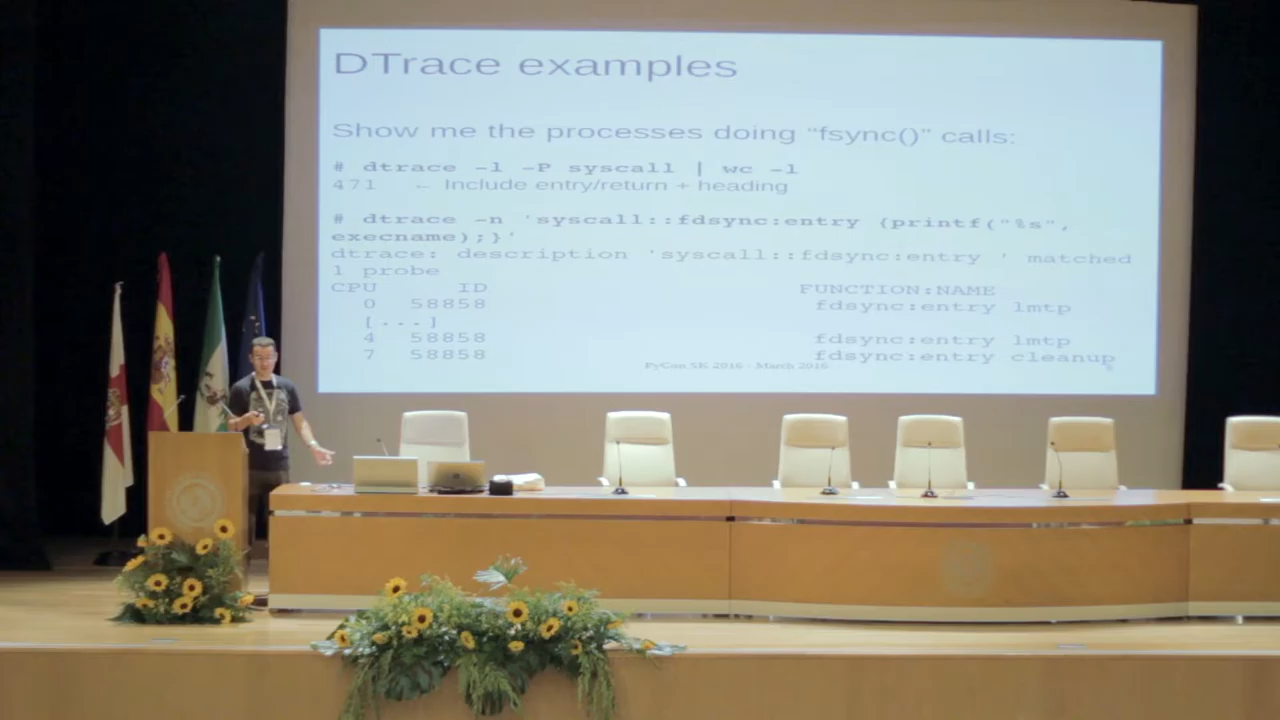 DTrace examples
Show me the processes doing “fsync()” calls:
# dtrace -l -P syscall | wc -l
471 ← Include entry/return + heading
# dtrace -n 'syscall::fdsync:entry {printf("%s",
execname);}'
dtrace: description 'syscall::fdsync:entry ' matched
1 probe
CPU ID FUNCTION:NAME
0 58858 fdsync:entry lmtp
[...]
4 58858 fdsync:entry lmtp
7 58858 fdsync:entry cleanup
PyCon SK 2016 - March 2016